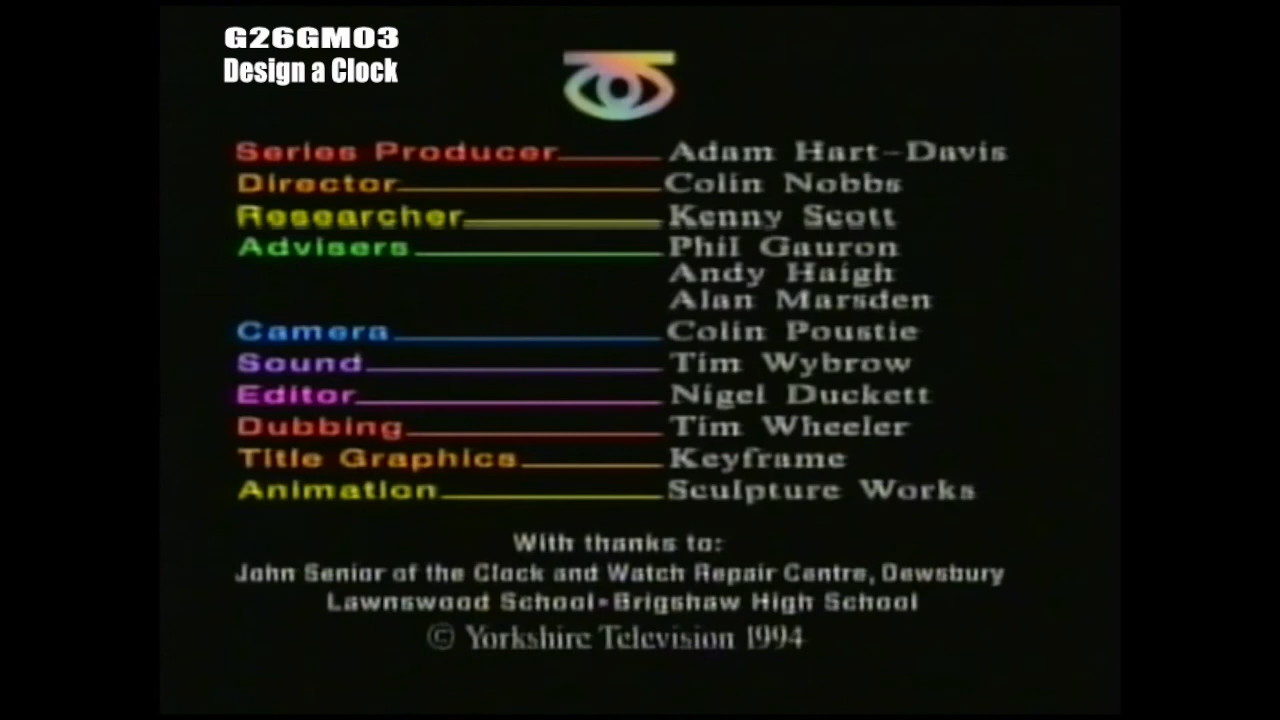 G26GM03
Design a Clock
Series Producer Adam Hart-Davis
Director Colin Nobbs
Researcher Kenny Scott
Advisers Phil Gauron
Andy Haigh
Alan Marsden
Camera Colin Poustie
Sound Tim Wybrow
Editor Nigel Duckett
Dubbing Tim Wheeler
Title Graphics Keyframe
Animation Sculpture Works
With thanks to:
John Senior of the Clock and Watch Repair Centre, Dewsbury
Lawnswood School-Brigshaw High School
© Yorkshire Television 1994